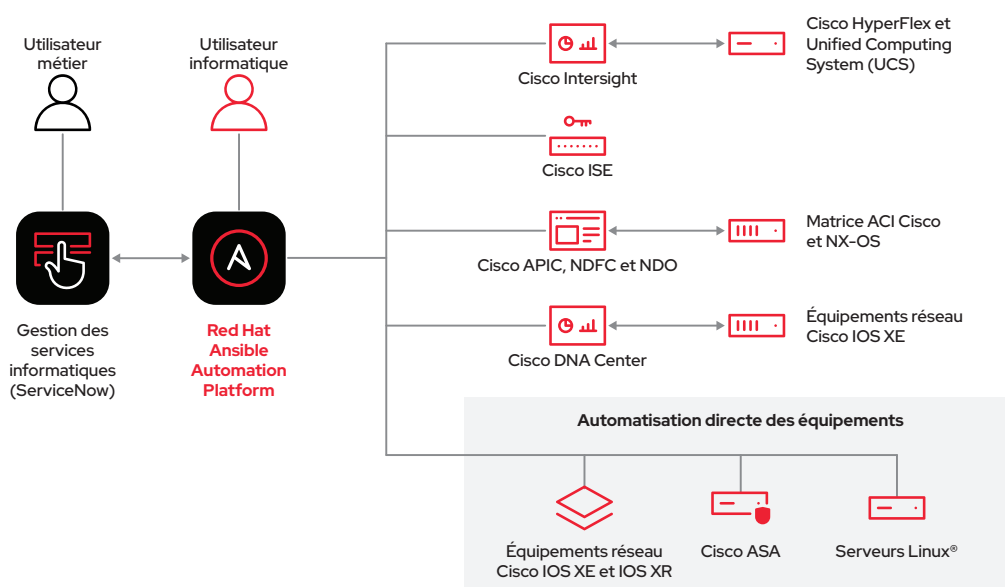 Utilisateur
métier
Utilisateur
informatique
Cisco Intersight
Cisco HyperFlex et
Unified Computing
System (UCS)
Cisco ISE
Cisco APIC, NDFC et NDO
Matrice ACI Cisco
et NX-OS
Gestion des
services
informatiques
(ServiceNow)
Red Hat
Ansible
Automation
Platform
Cisco DNA Center
Équipements réseau
Cisco IOS XE
Automatisation directe des équipements
Équipements réseau
Cisco IOS XE et IOS XR
Cisco ASA
Serveurs Linux®